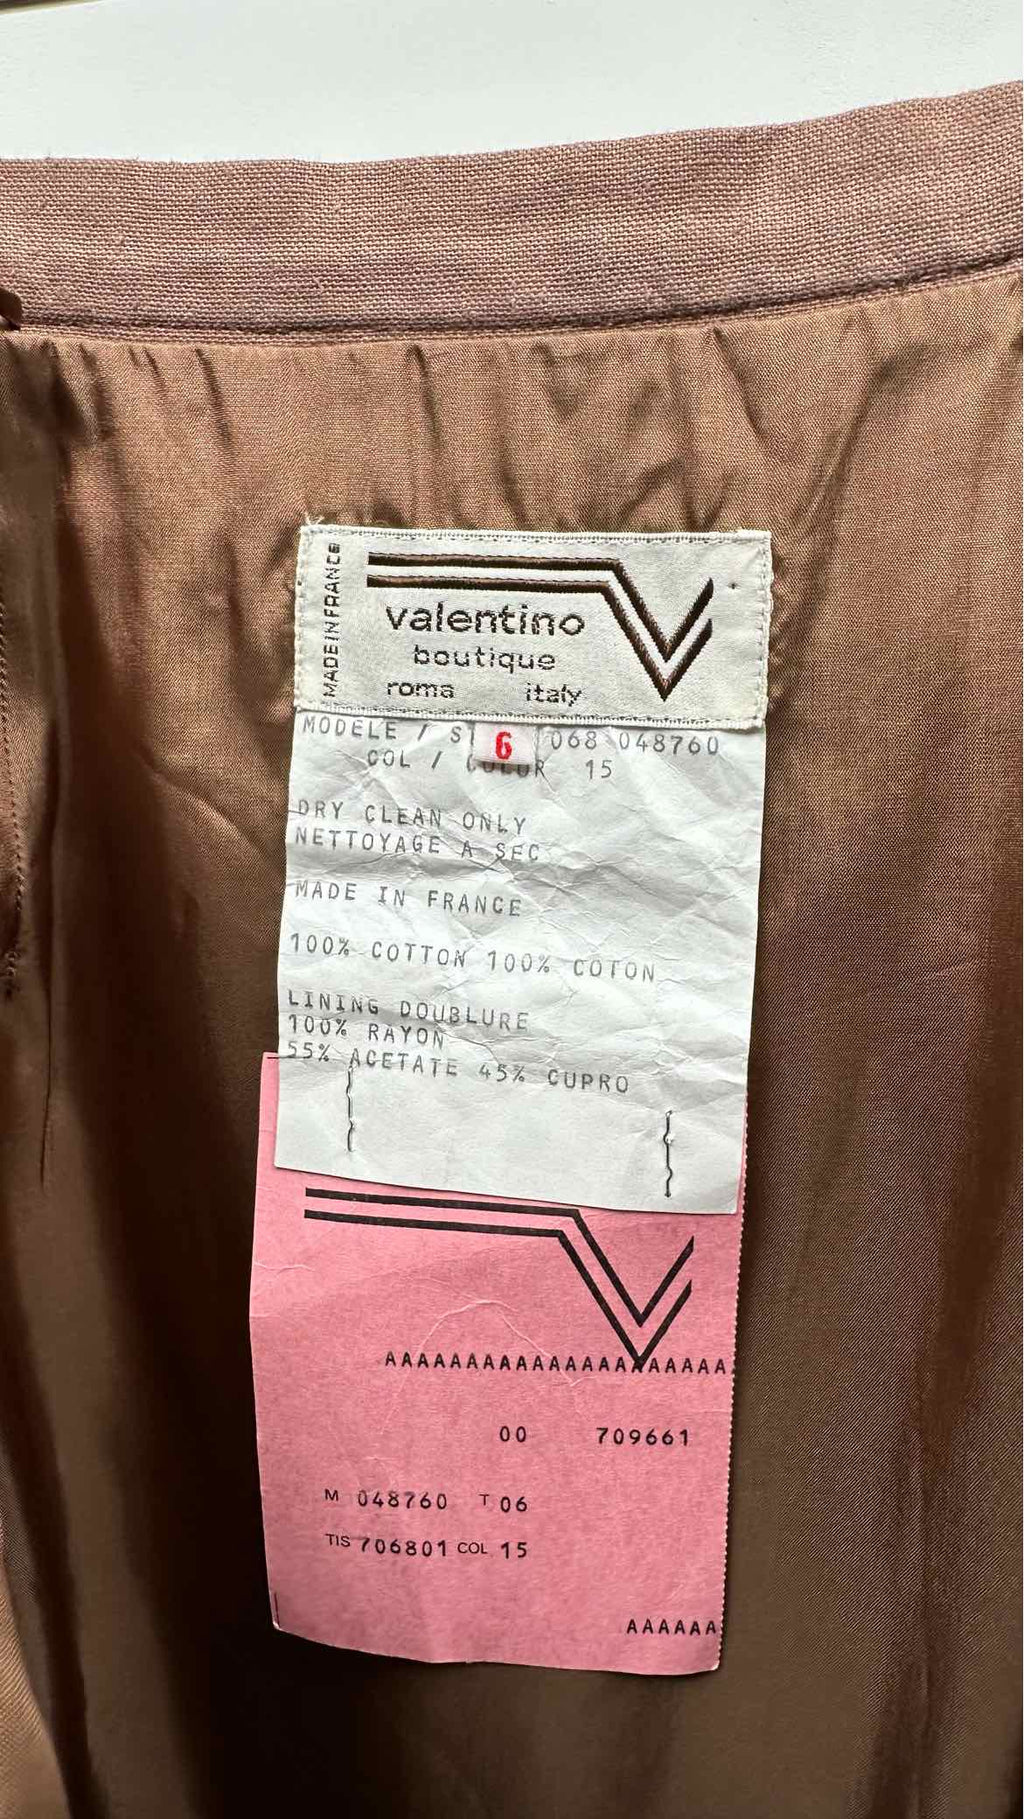 MADE IN FRANCE
valentino
boutique
roma italy
MODELE / S 6 068 048760
COL / COLOR 15
DRY CLEAN ONLY
NETTOYAGE A SEC
MADE IN FRANCE
100% COTTON 100% COTON
LINING DOUBLURE
100% RAYON
55% ACETATE 45% CUPRO
AAAAAAAAAAAAAAAAAAAAA
00 709661
M 048760 T 06
TIS 706801 COL. 15
AAAAAA